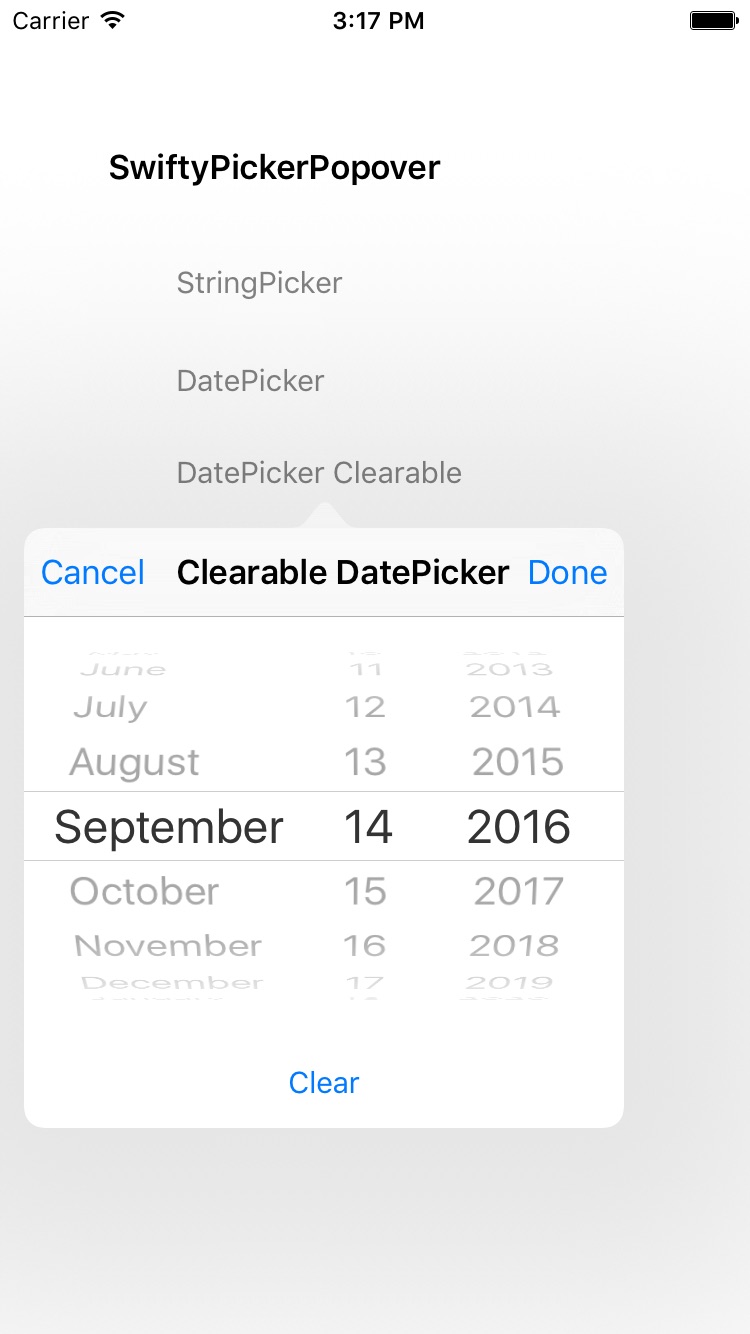 Carrier 3:17 PM
SwiftyPickerPopover
StringPicker
DatePicker
DatePicker Clearable
Cancel Clearable DatePicker Done
June 11 2013
July 12 2014
August 13 2015
September 14 2016
October 15 2017
November 16 2018
December 17 2019
Clear